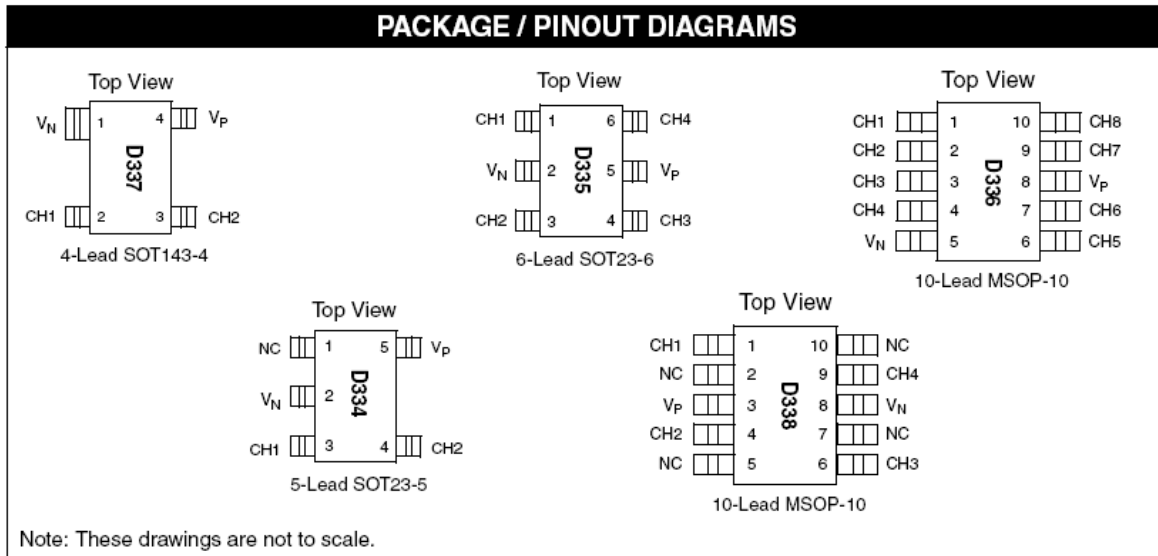 PACKAGE / PINOUT DIAGRAMS
Top View
VN 1 4 VP
D337
CH1 2 3 CH2
4-Lead SOT143-4
Top View
CH1 1 6 CH4
VN 2 5 VP
D335
CH2 3 4 CH3
6-Lead SOT23-6
Top View
CH1 1 10 CH8
CH2 2 9 CH7
CH3 3 8 VP
D336
CH4 4 7 CH6
VN 5 6 CH5
10-Lead MSOP-10
Top View
NC 1 5 VP
VN 2
D334
CH1 3 4 CH2
5-Lead SOT23-5
Top View
CH1 1 10 NC
NC 2 9 CH4
VP 3 8 VN
D338
CH2 4 7 NC
NC 5 6 CH3
10-Lead MSOP-10
Note: These drawings are not to scale.